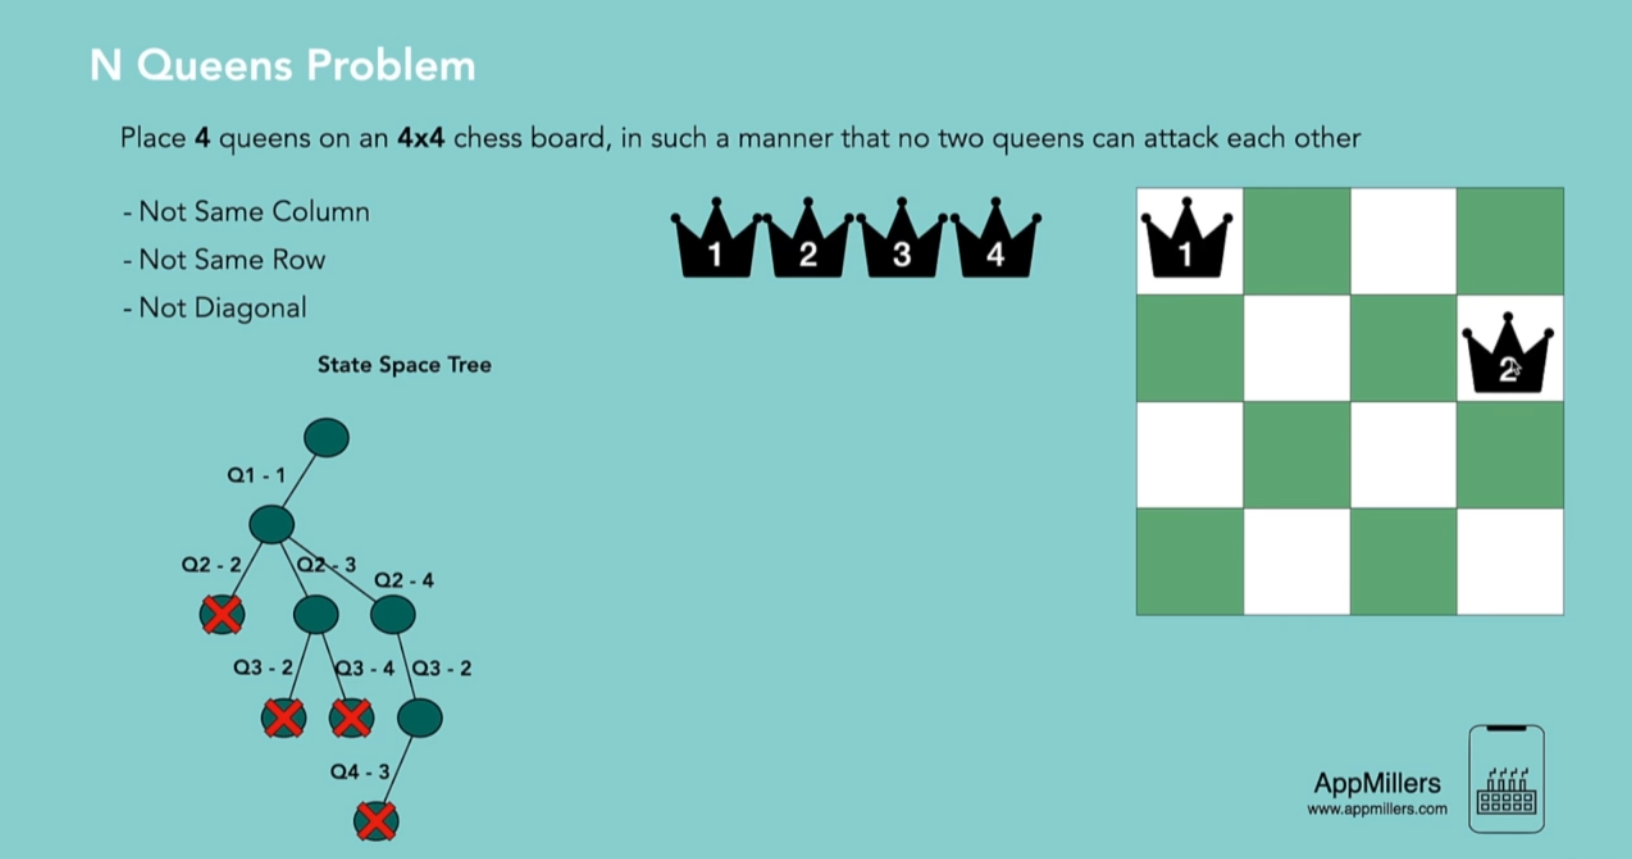 N Queens Problem
Place 4 queens on an 4x4 chess board, in such a manner that no two queens can attack each other
- Not Same Column
- Not Same Row
- Not Diagonal
1 2 3 4
1
2
State Space Tree
Q1 - 1
Q2 - 2
Q2 - 3
Q2 - 4
Q3 - 2
Q3 - 4
Q3 - 2
Q4 - 3
AppMillers
www.appmillers.com